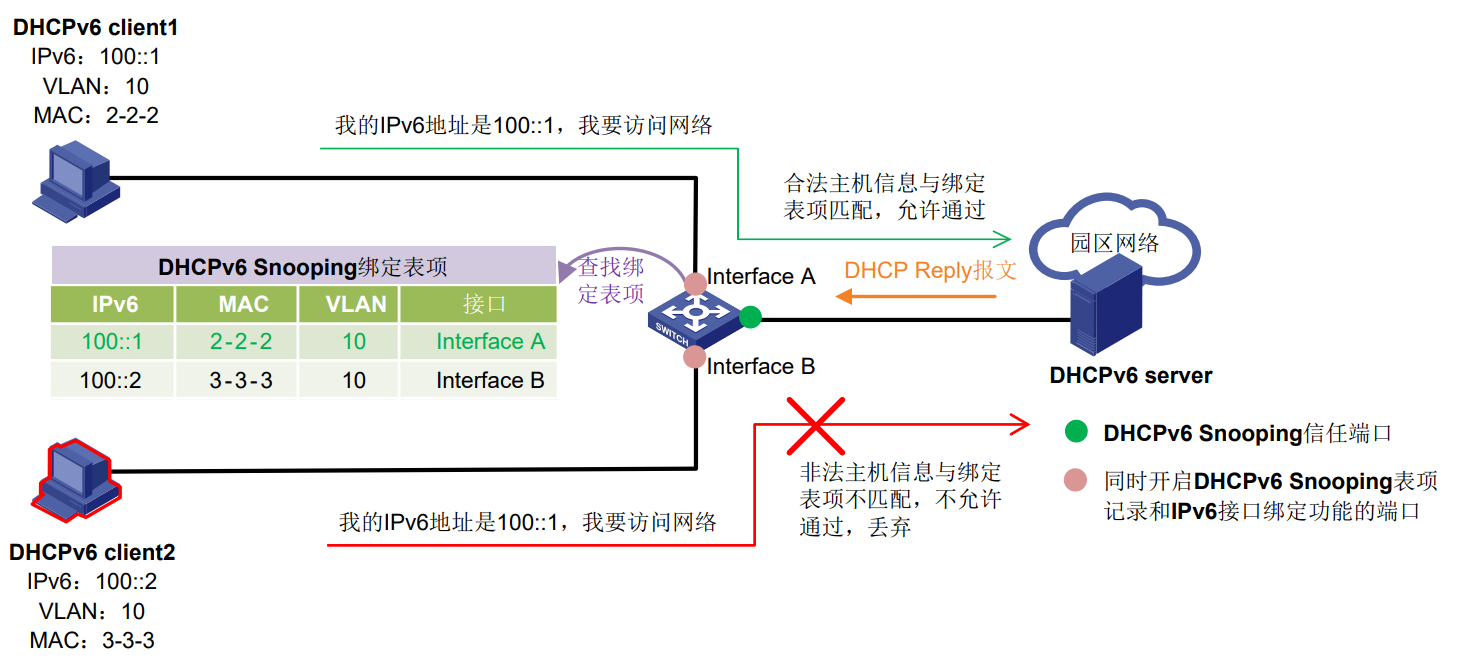 DHCPv6 client1
IPv6：100::1
VLAN：10
MAC：2-2-2
我的IPv6地址是100::1，我要访问网络
合法主机信息与绑定
表项匹配，允许通过
园区网络
DHCPv6 Snooping绑定表项
IPv6 MAC VLAN 接口
100::1 2-2-2 10 Interface A
100::2 3-3-3 10 Interface B
查找绑
定表项
Interface A
DHCP Reply报文
SWITCH
Interface B
DHCPv6 server
DHCPv6 Snooping信任端口
同时开启DHCPv6 Snooping表项
记录和IPv6接口绑定功能的端口
非法主机信息与绑定
表项不匹配，不允许
通过，丢弃
我的IPv6地址是100::1，我要访问网络
DHCPv6 client2
IPv6：100::2
VLAN：10
MAC：3-3-3